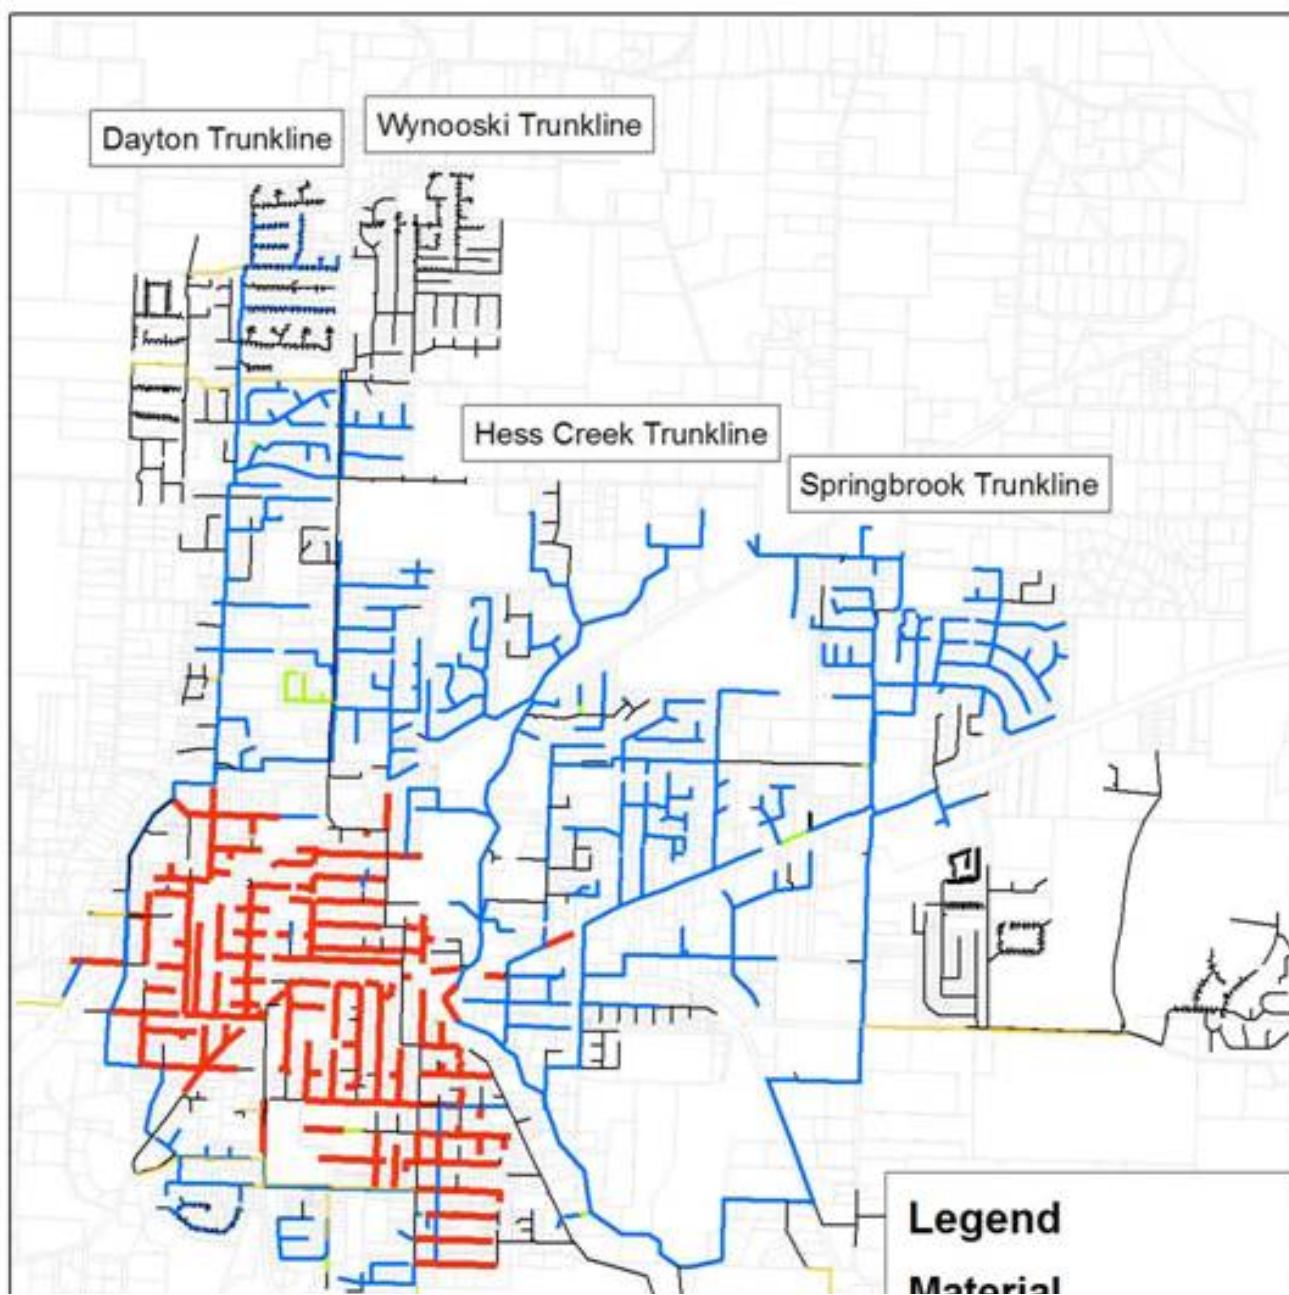 Dayton Trunkline
Wynooski Trunkline
Hess Creek Trunkline
Springbrook Trunkline
Legend
Material